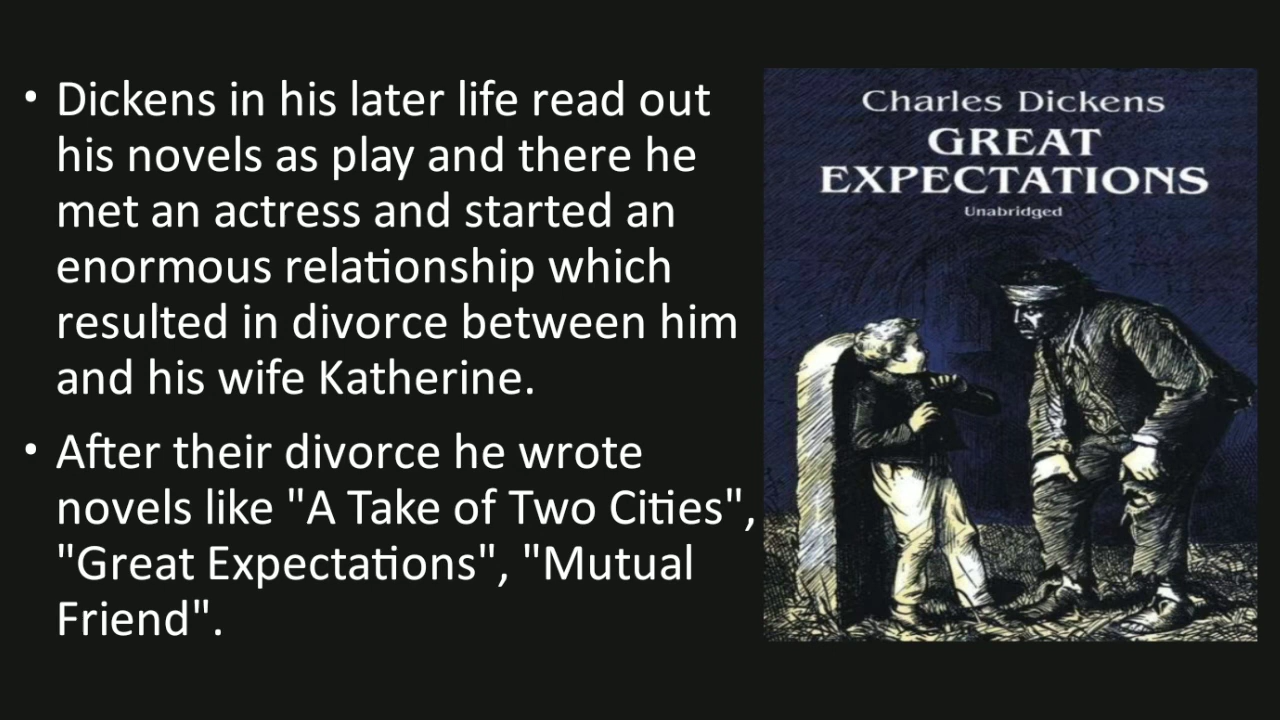 • Dickens in his later life read out
his novels as play and there he
met an actress and started an
enormous relationship which
resulted in divorce between him
and his wife Katherine.
• After their divorce he wrote
novels like "A Take of Two Cities",
"Great Expectations", "Mutual
Friend".
Charles Dickens
GREAT
EXPECTATIONS
Unabridged